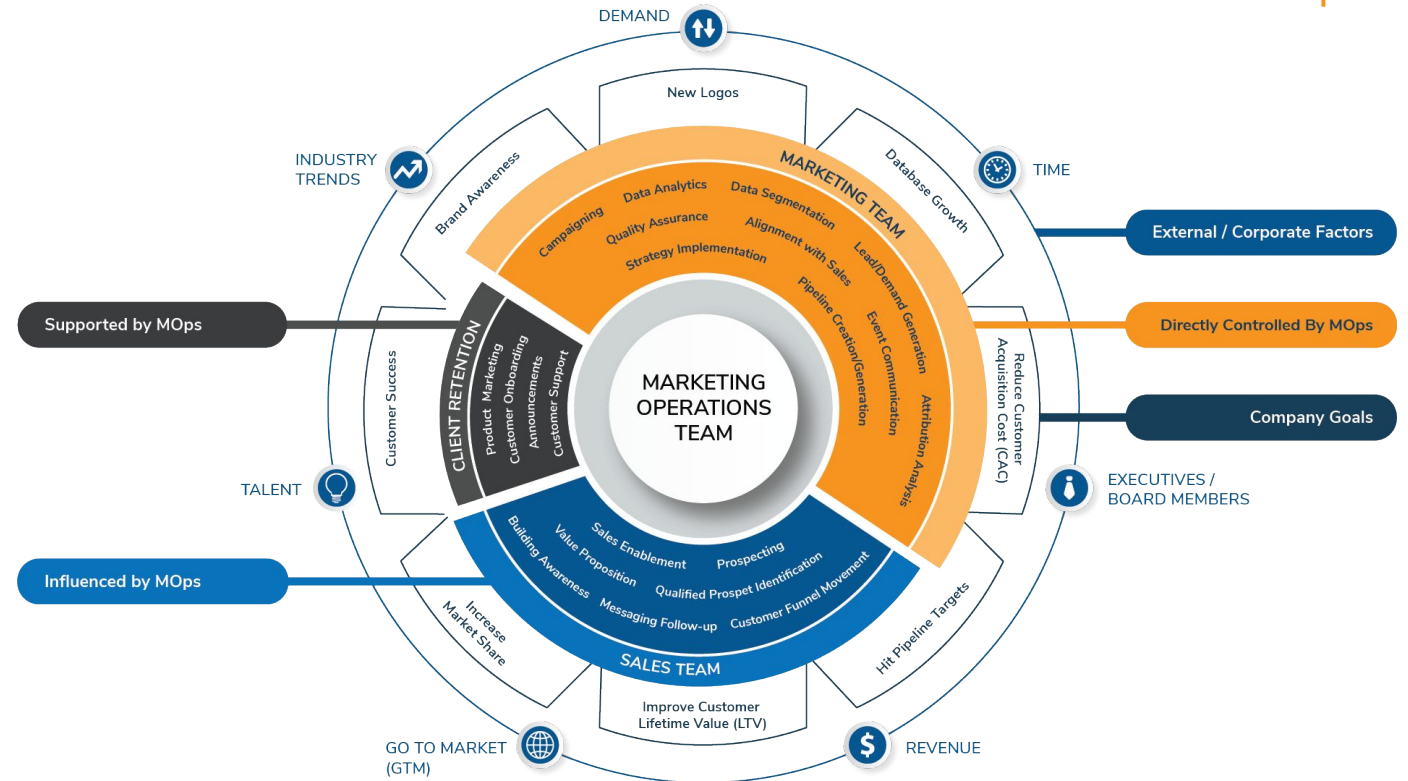 DEMAND
New Logos
INDUSTRY
TRENDS
Brand Awareness
MARKETING TEAM
Database Growth
TIME
External / Corporate Factors
Campaigning
Data Analytics
Data Segmentation
Quality Assurance
Alignment with Sales
Strategy Implementation
Lead/Demand Generation
Pipeline Creation/Generation
Event Communication
Attribution Analysis
Supported by MOps
Directly Controlled By MOps
CLIENT RETENTION
Product Marketing
Customer Onboarding
Announcements
Customer Support
Customer Success
MARKETING
OPERATIONS
TEAM
Reduce Customer
Acquisition Cost (CAC)
Company Goals
TALENT
EXECUTIVES /
BOARD MEMBERS
Influenced by MOps
Building Awareness
Value Proposition
Sales Enablement
Prospecting
Qualified Prospet Identification
Messaging Follow-up
Customer Funnel Movement
SALES TEAM
Increase
Market Share
Improve Customer
Lifetime Value (LTV)
Hit Pipeline Targets
GO TO MARKET
(GTM)
$
REVENUE